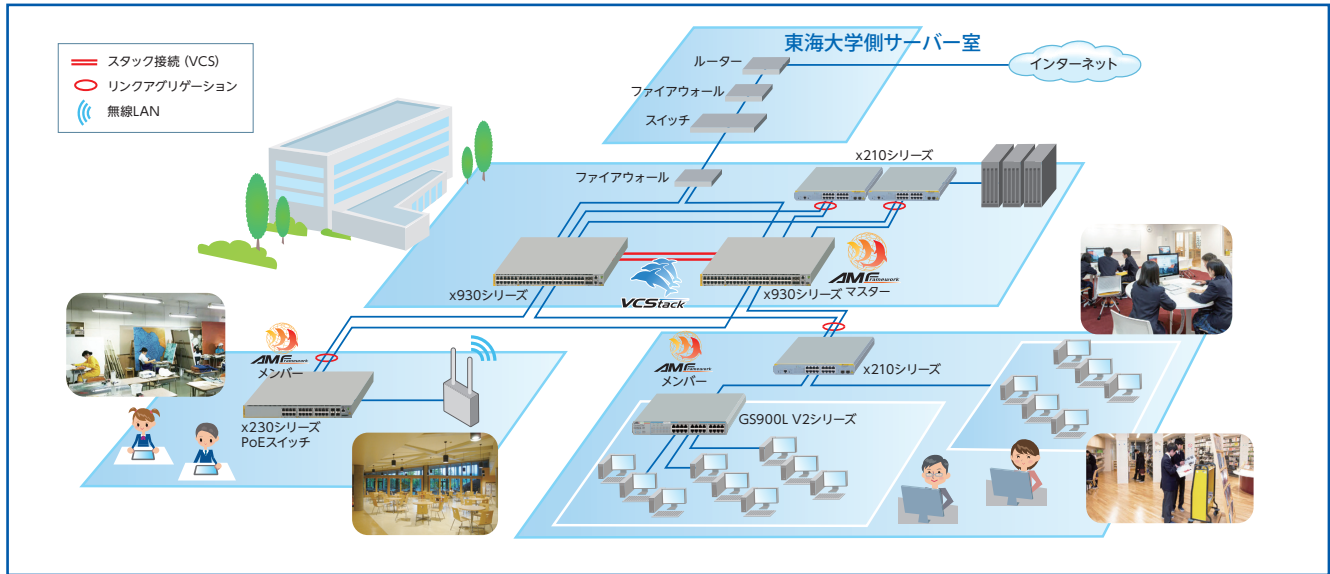 スタック接続 (VCS)
リンクアグリゲーション
無線LAN
東海大学側サーバー室
ルーター
インターネット
ファイアウォール
スイッチ
x210シリーズ
ファイアウォール
x930シリーズ
VCStack
x930シリーズ
AMFramework
マスター
AMFramework
メンバー
x230シリーズ
PoEスイッチ
AMFramework
メンバー
x210シリーズ
GS900L V2シリーズ